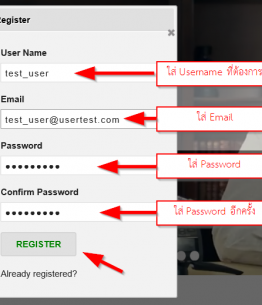 Register
User Name
test_user
ใส่ Username ที่ต้องการ
Email
test_user@usertest.com
ใส่ Email
Password
ใส่ Password
Confirm Password
ใส่ Password อีกครั้ง
REGISTER
Already registered?